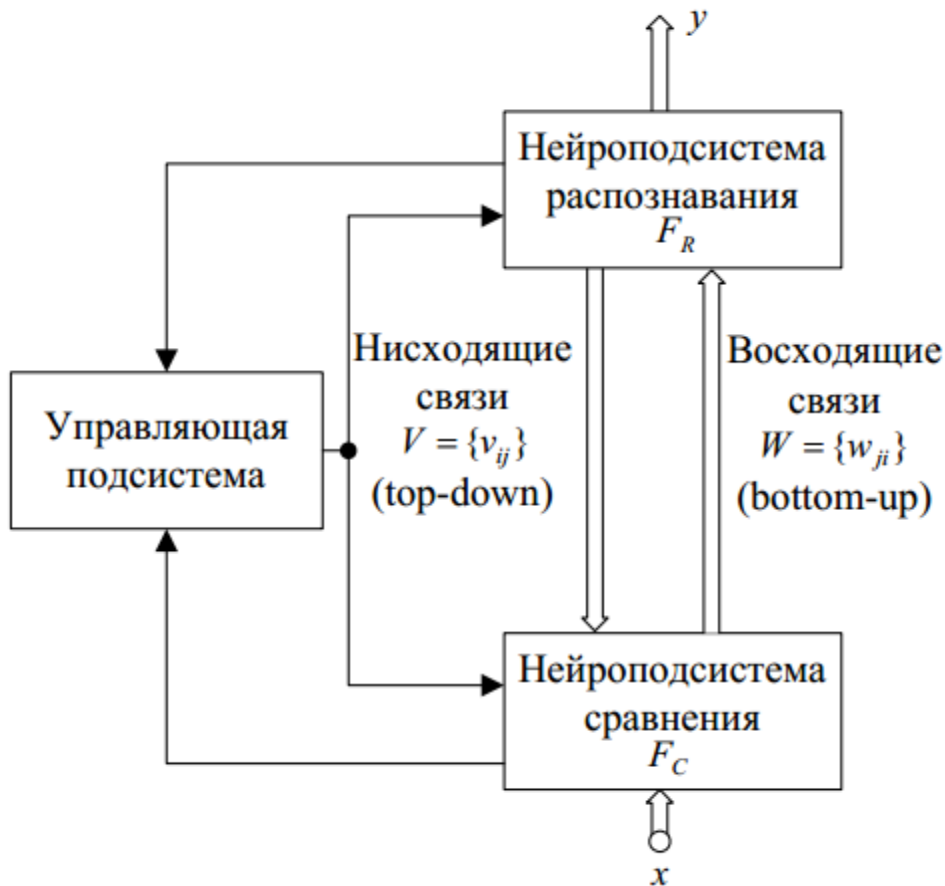 y
Нейроподсистема
распознавания
F_R
Нисходящие
связи
V = {v_ij}
(top-down)
Восходящие
связи
W = {w_ji}
(bottom-up)
Управляющая
подсистема
Нейроподсистема
сравнения
F_C
x